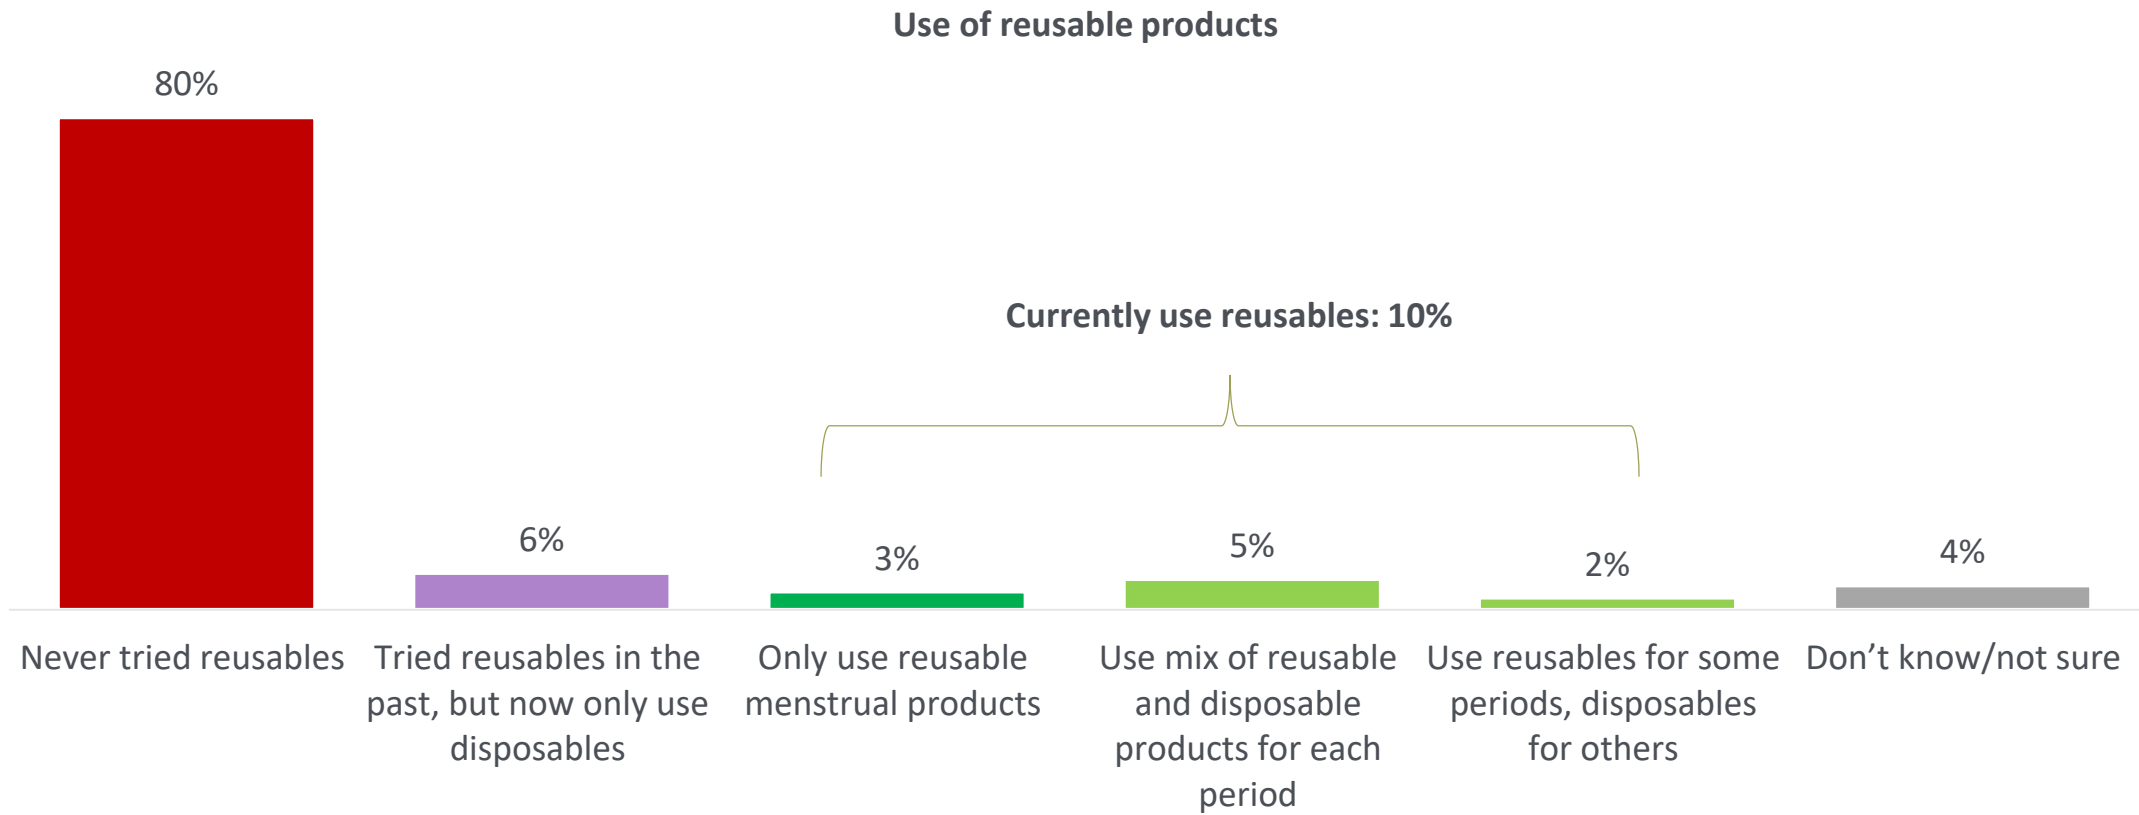 Use of reusable products
80%
Currently use reusables: 10%
6%
3%
5%
2%
4%
Never tried reusables
Tried reusables in the
past, but now only use
disposables
Only use reusable
menstrual products
Use mix of reusable
and disposable
products for each
period
Use reusables for some
periods, disposables
for others
Don’t know/not sure